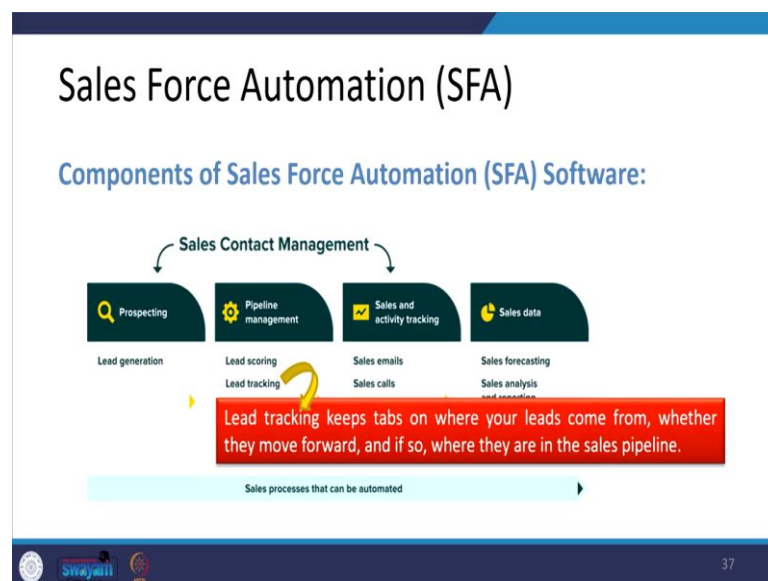 Sales Force Automation (SFA)
Components of Sales Force Automation (SFA) Software:
Sales Contact Management
Prospecting
Pipeline
management
Sales and
activity tracking
Sales data
Lead generation
Lead scoring
Lead tracking
Sales emails
Sales calls
Sales forecasting
Sales analysis
and reporting
Lead tracking keeps tabs on where your leads come from, whether
they move forward, and if so, where they are in the sales pipeline.
Sales processes that can be automated
swayam
37